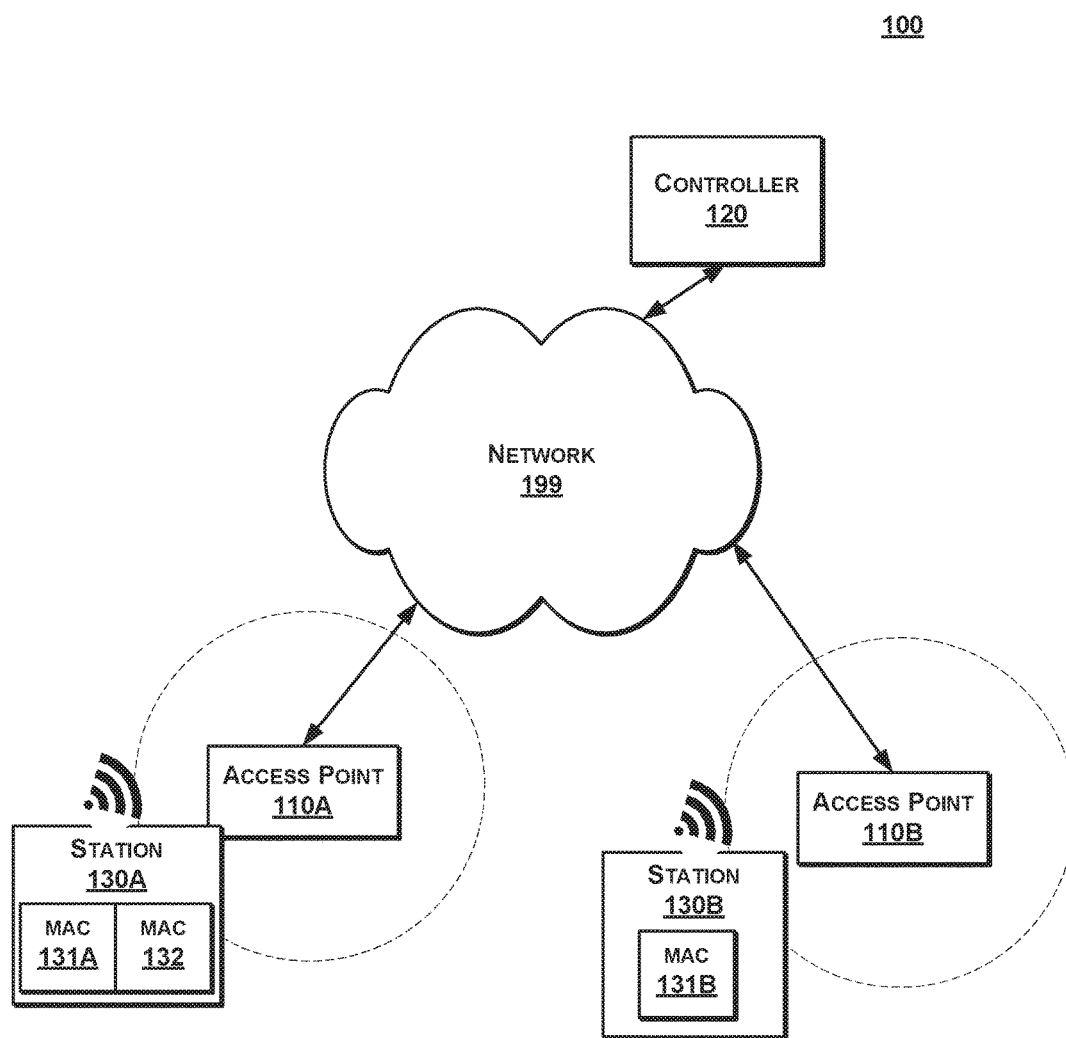 100
CONTROLLER
120
NETWORK
199
ACCESS POINT
110A
ACCESS POINT
110B
STATION
130A
MAC
131A
MAC
132
STATION
130B
MAC
131B